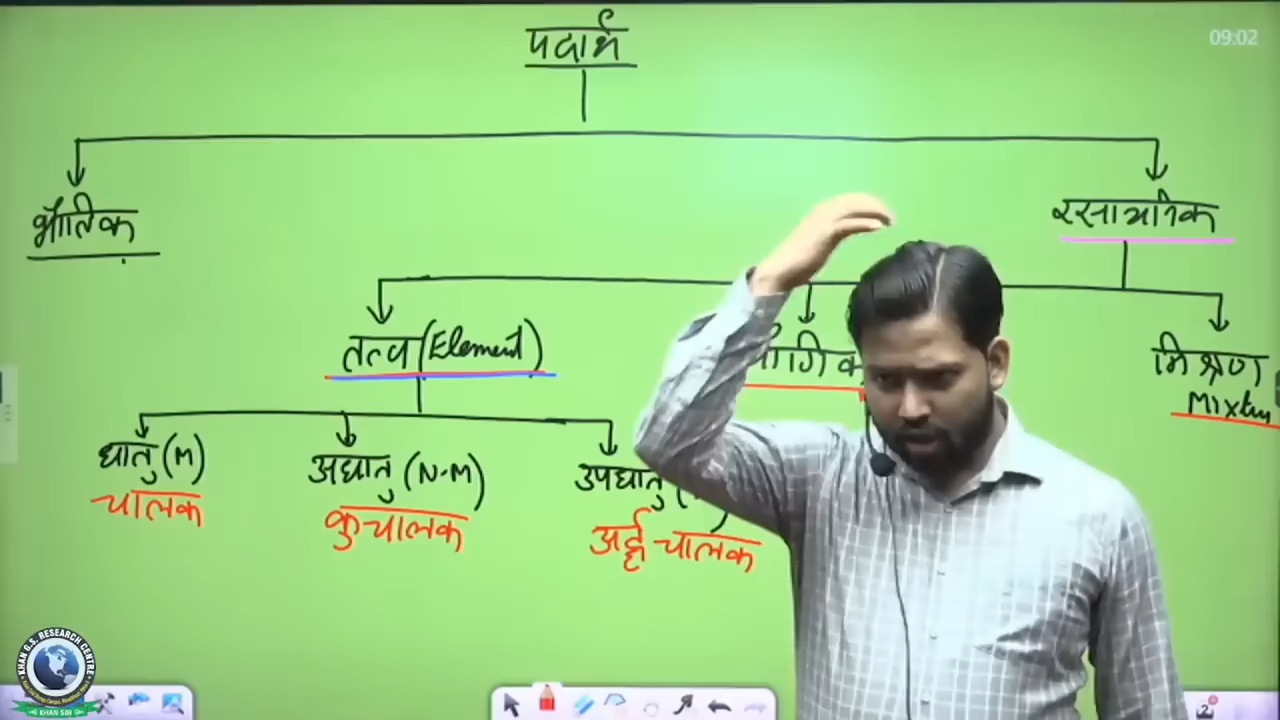 पदार्थ
09:02
भौतिक
रसायनिक
तत्व (Element)
मिश्रण
धातु (M)
अधातु (N.M)
उपधातु (
चालक
कुचालक
अर्द्ध चालक
KHAN G.S. RESEARCH CENTRE
KHAN SIR